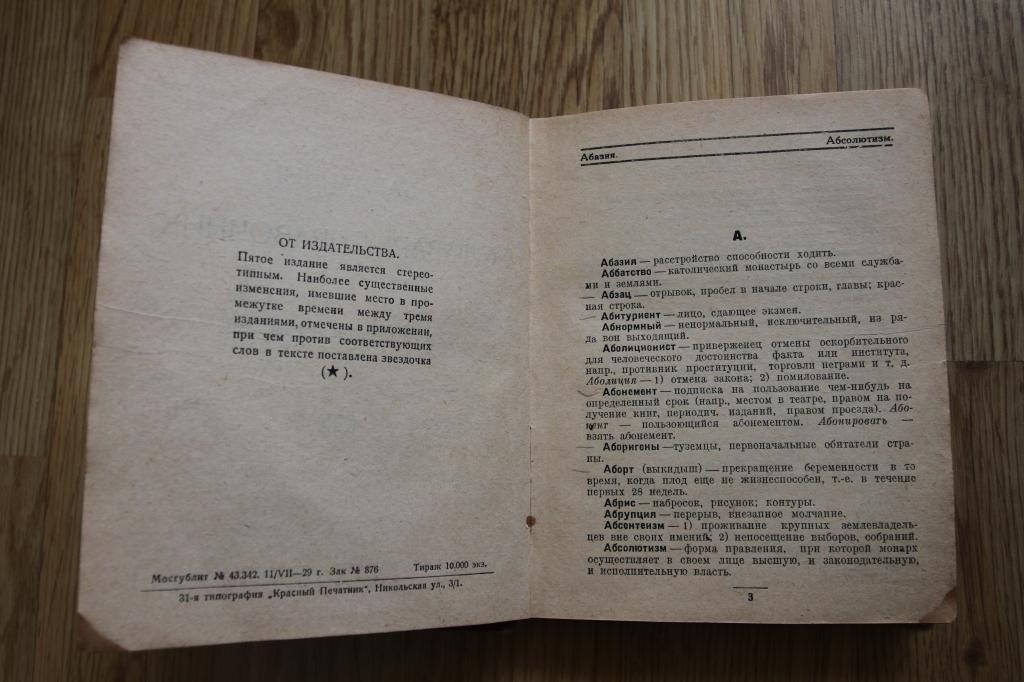 ОТ ИЗДАТЕЛЬСТВА.
Пятое издание является стерео-
типным. Наиболее существенные
изменения, имевшие место в про-
межутке времени между тремя
изданиями, отмечены в приложении,
при чем против соответствующих
слов в тексте поставлена звездочка
(★).
Мосгублит № 43.342. 11/VII—29 г. Зак № 876 Тираж 10.000 экз.
31-я типография „Красный Печатник“, Никольская ул., 3/1.
Абазия. Абсолютизм.
А.
Абазия — расстройство способности ходить.
Аббатство — католический монастырь со всеми служба-
ми и землями.
Абзац — отрывок, пробел в начале строки, главы; крас-
ная строка.
Абитуриент — лицо, сдающее экзмен.
Абнормный — ненормальный, исключительный, из ря-
да вон выходящий.
Аболиционист — приверженец отмены оскорбительного
для человеческого достоинства факта или института,
напр., противник проституции, торговли неграми и т. д.
Аболиция — 1) отмена закона; 2) помилование.
Абонемент — подписка на пользование чем-нибудь на
определенный срок (напр., местом в театре, правом на по-
лучение книг, периодич. изданий, правом проезда). Або-
нент — пользоющийся абонементом. Абонировать —
взять абонемент.
Аборигены — туземцы, первоначальные обитатели стра-
ны.
Аборт (выкидыш) — прекращение беременности в то
время, когда плод еще не жизнеспособен, т.-е. в течение
первых 28 недель.
Абрис — набросок, рисунок; контуры.
Абрупция — перерыв, внезапное молчание.
Абсентеизм — 1) проживание крупных землевладель-
цев вне своих имений; 2) непосещение выборов, собраний.
Абсолютизм — форма правления, при которой монарх
осуществляет в своем лице высшую, и законодательную,
и исполнительную власть.
3